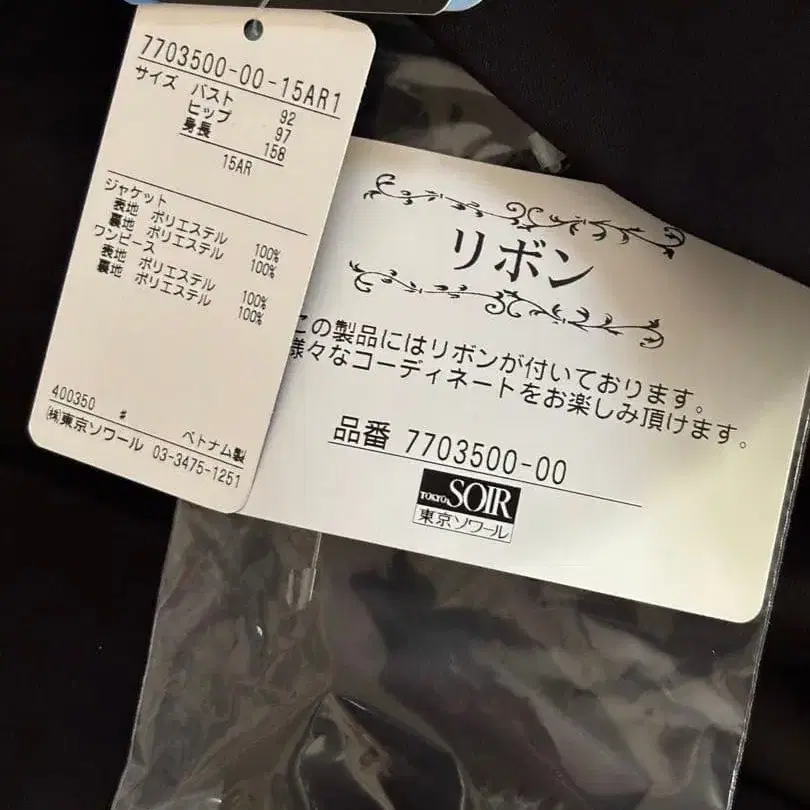 7703500-00-15AR1
サイズ バスト 92
ヒップ 97
身長 158
15AR
ジャケット
表地 ポリエステル 100%
裏地 ポリエステル 100%
ワンピース
表地 ポリエステル 100%
裏地 ポリエステル 100%
400350 # ベトナム製
㈱東京ソワール 03-3475-1251
リボン
この製品にはリボンが付いております。
様々なコーディネートをお楽しみ頂けます。
品番 7703500-00
TOKYO SOIR
東京ソワール